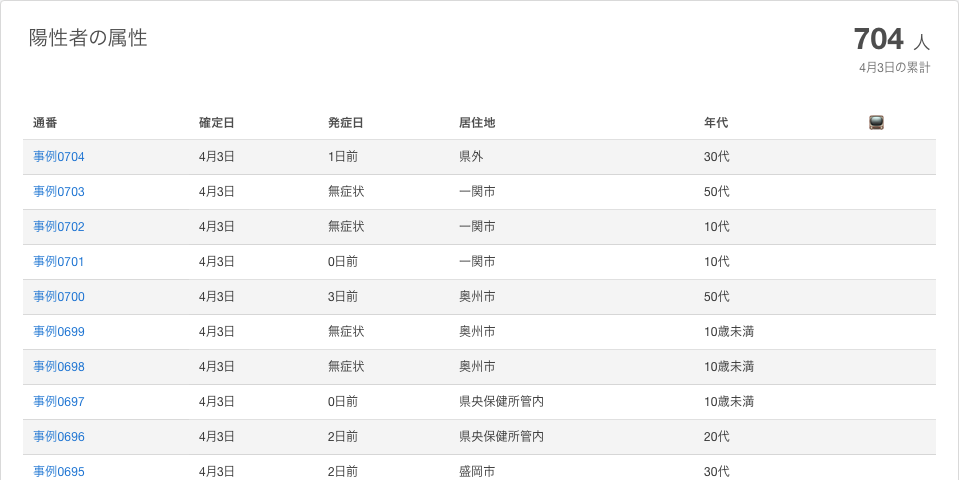 陽性者の属性
704 人
4月3日の累計
通番 確定日 発症日 居住地 年代
事例0704 4月3日 1日前 県外 30代
事例0703 4月3日 無症状 一関市 50代
事例0702 4月3日 無症状 一関市 10代
事例0701 4月3日 0日前 一関市 10代
事例0700 4月3日 3日前 奥州市 50代
事例0699 4月3日 無症状 奥州市 10歳未満
事例0698 4月3日 無症状 奥州市 10歳未満
事例0697 4月3日 0日前 県央保健所管内 10歳未満
事例0696 4月3日 2日前 県央保健所管内 20代
事例0695 4月3日 2日前 盛岡市 30代